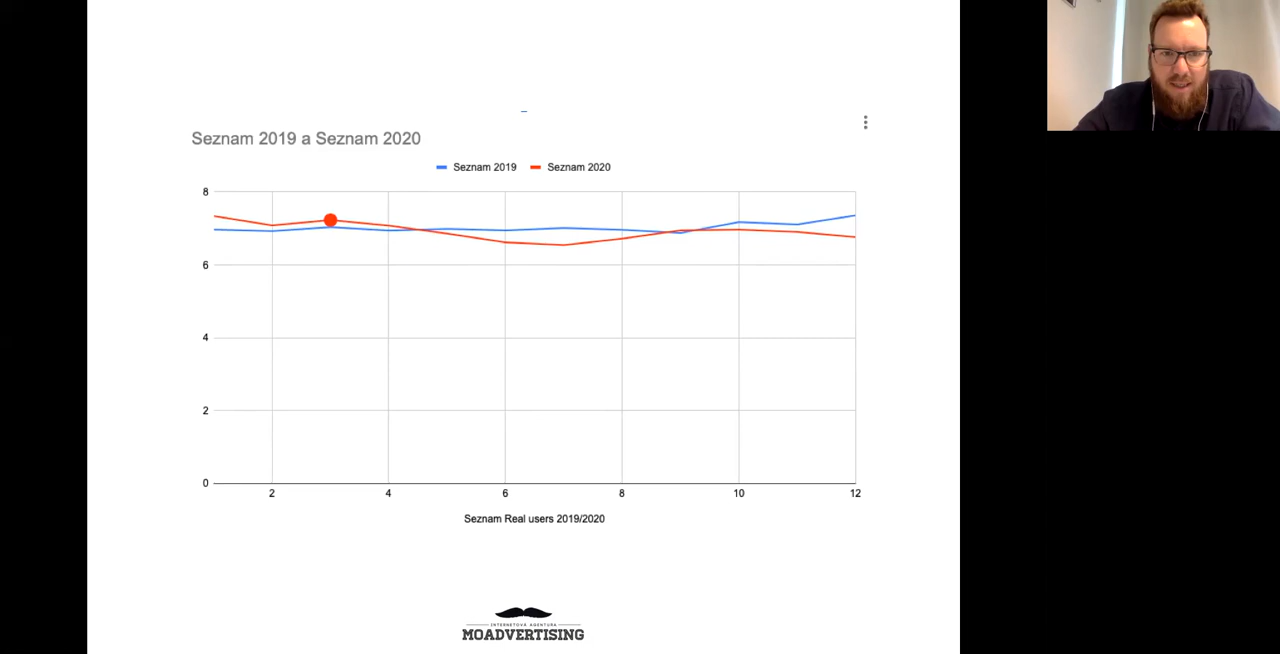 Seznam 2019 a Seznam 2020
Seznam 2019
Seznam 2020
8
6
4
2
0
2
4
6
8
10
12
Seznam Real users 2019/2020
INTERNETOVÁ AGENTURA
MOADVERTISING